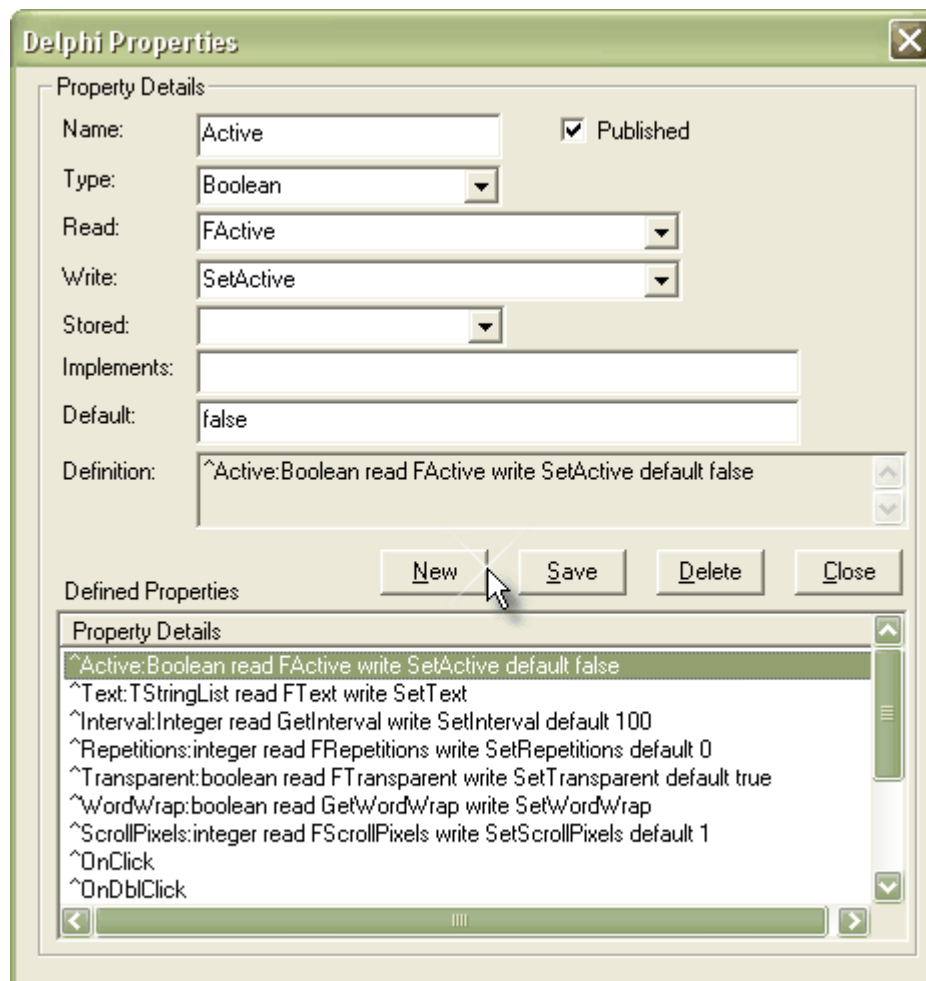 Delphi Properties
Property Details
Name: Active Published
Type: Boolean
Read: FActive
Write: SetActive
Stored:
Implements:
Default: false
Definition: ^Active:Boolean read FActive write SetActive default false
New Save Delete Close
Defined Properties
Property Details
^Active:Boolean read FActive write SetActive default false
^Text:TStringList read FText write SetText
^Interval:Integer read GetInterval write SetInterval default 100
^Repetitions:integer read FRepetitions write SetRepetitions default 0
^Transparent:boolean read FTransparent write SetTransparent default true
^WordWrap:boolean read GetWordWrap write SetWordWrap
^ScrollPixels:integer read FScrollPixels write SetScrollPixels default 1
^OnClick
^OnDblClick